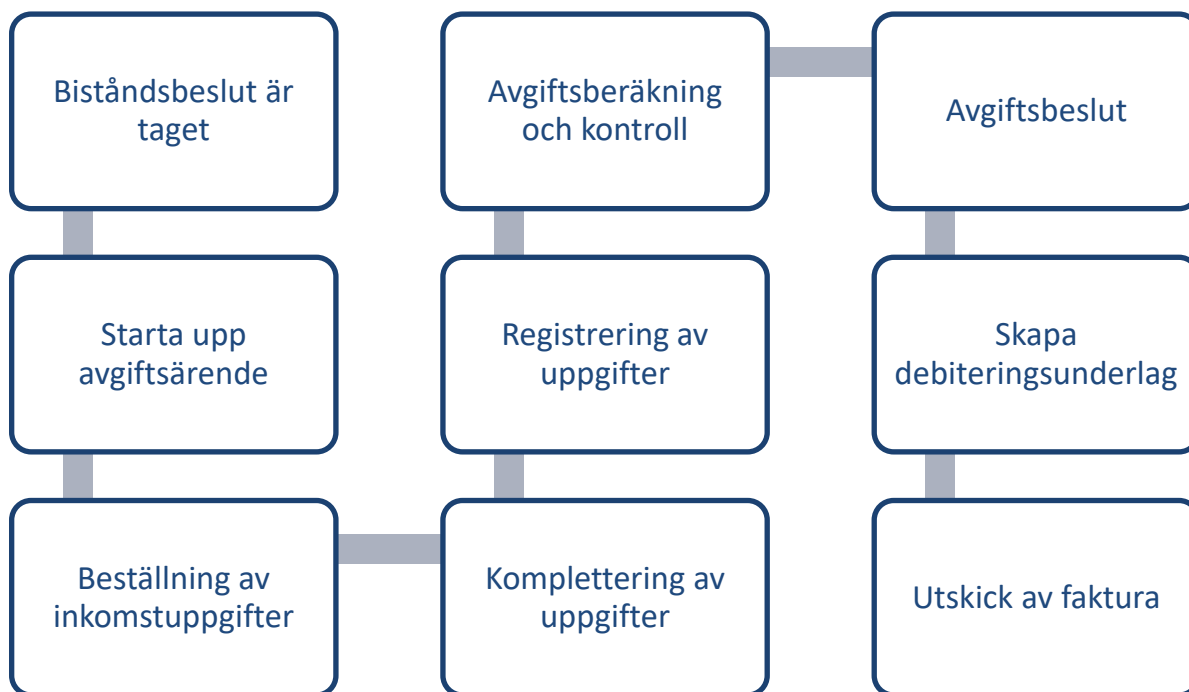 Biståndsbeslut är
taget
Starta upp
avgiftsärende
Beställning av
inkomstuppgifter
Komplettering av
uppgifter
Registrering av
uppgifter
Avgiftsberäkning
och kontroll
Avgiftsbeslut
Skapa
debiteringsunderlag
Utskick av faktura